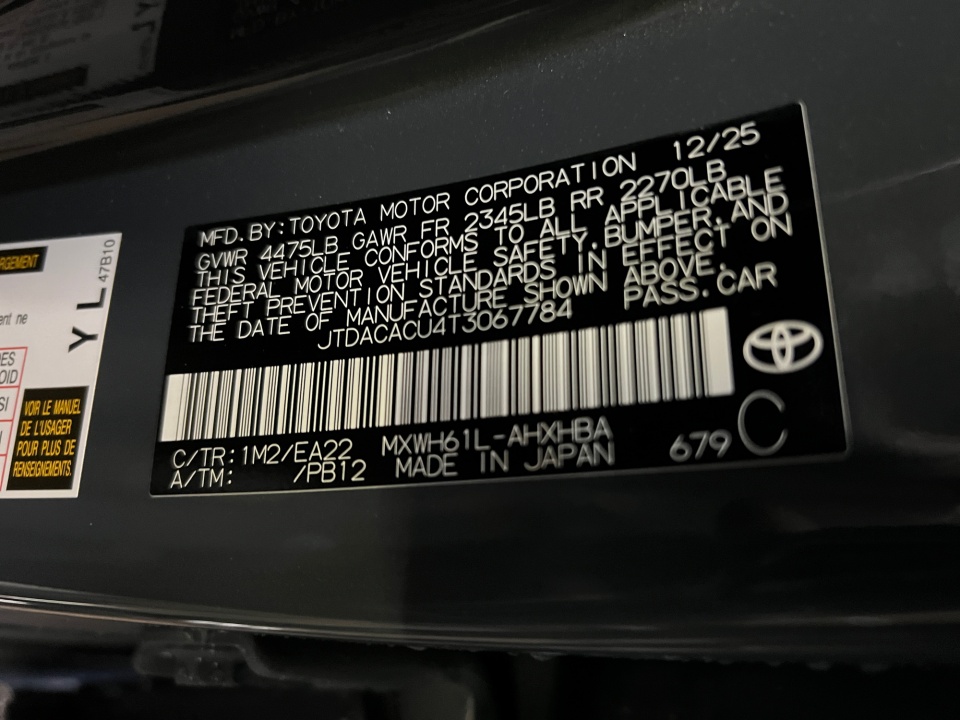 MFD.BY:TOYOTA MOTOR CORPORATION 12/25
GVWR 4475LB GAWR FR 2345LB RR 2270LB
THIS VEHICLE CONFORMS TO ALL APPLICABLE
FEDERAL MOTOR VEHICLE SAFETY,BUMPER,AND
THEFT PREVENTION STANDARDS IN EFFECT ON
THE DATE OF MANUFACTURE SHOWN ABOVE.
JTDACACU4T3067784 PASS.CAR
C/TR:1M2/EA22 MXWH61L-AHXHBA
A/TM: /PB12 MADE IN JAPAN 679 C
YL
47B10
VOIR LE MANUEL
DE L'USAGER
POUR PLUS DE
RENSEIGNEMENTS.